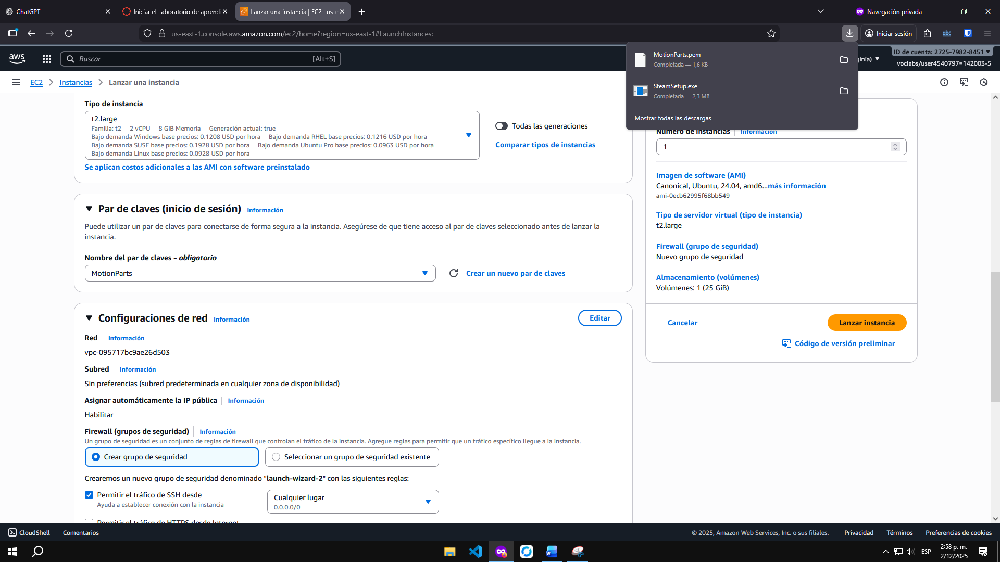 ChatGPT
Iniciar el Laboratorio de aprend
Lanzar una instancia | EC2 | us-e
Navegación privada
us-east-1.console.aws.amazon.com/ec2/home?region=us-east-1#LaunchInstances:
Iniciar sesión
abc
aws
Buscar
[Alt+S]
MotionParts.pem
Completada — 1,6 KB
SteamSetup.exe
Completada — 2,3 MB
Mostrar todas las descargas
inia)
ID de cuenta: 2725-7982-8451
voclabs/user4540797=142003-5
EC2
Instancias
Lanzar una instancia
Tipo de instancia
t2.large
Familia: t2 2 vCPU 8 GiB Memoria Generación actual: true
Bajo demanda Windows base precios: 0.1208 USD por hora Bajo demanda RHEL base precios: 0.1216 USD por hora
Bajo demanda SUSE base precios: 0.1928 USD por hora Bajo demanda Ubuntu Pro base precios: 0.0963 USD por hora
Bajo demanda Linux base precios: 0.0928 USD por hora
Todas las generaciones
Comparar tipos de instancias
Se aplican costos adicionales a las AMI con software preinstalado
Par de claves (inicio de sesión) Información
Puede utilizar un par de claves para conectarse de forma segura a la instancia. Asegúrese de que tiene acceso al par de claves seleccionado antes de lanzar la
instancia.
Nombre del par de claves - obligatorio
MotionParts
Crear un nuevo par de claves
Configuraciones de red Información
Editar
Red Información
vpc-095717bc9ae26d503
Subred Información
Sin preferencias (subred predeterminada en cualquier zona de disponibilidad)
Asignar automáticamente la IP pública Información
Habilitar
Firewall (grupos de seguridad) Información
Un grupo de seguridad es un conjunto de reglas de firewall que controlan el tráfico de la instancia. Agregue reglas para permitir que un tráfico específico llegue a la instancia.
Crear grupo de seguridad
Seleccionar un grupo de seguridad existente
Crearemos un nuevo grupo de seguridad denominado "launch-wizard-2" con las siguientes reglas:
Permitir el tráfico de SSH desde
Ayuda a establecer conexión con la instancia
Cualquier lugar
0.0.0.0/0
Permitir el tráfico de HTTPS desde Internet
Número de instancias Información
1
Imagen de software (AMI)
Canonical, Ubuntu, 24.04, amd6...más información
ami-0ecb62995f68bb549
Tipo de servidor virtual (tipo de instancia)
t2.large
Firewall (grupo de seguridad)
Nuevo grupo de seguridad
Almacenamiento (volúmenes)
Volúmenes: 1 (25 GiB)
Cancelar
Lanzar instancia
Código de versión preliminar
CloudShell
Comentarios
© 2025, Amazon Web Services, Inc. o sus filiales.
Privacidad
Términos
Preferencias de cookies
ESP
2:58 p. m.
2/12/2025